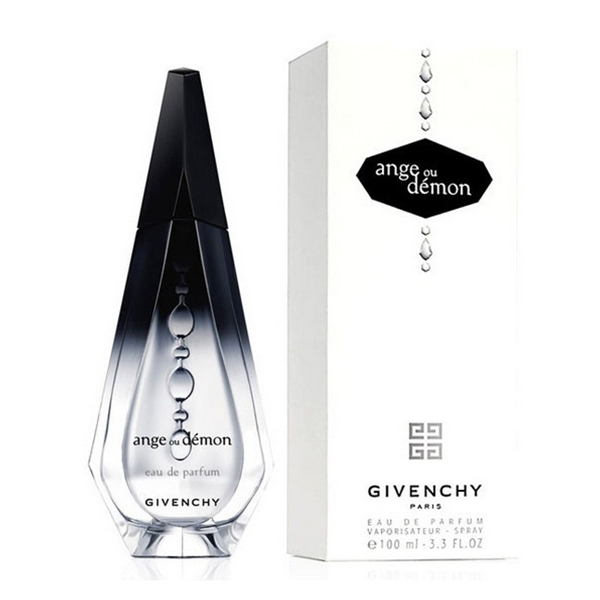 ange ou démon
eau de parfum
GIVENCHY
ange ou
démon
GIVENCHY
PARIS
EAU DE PARFUM
VAPORISATEUR - SPRAY
e 100 ml - 3.3 FL.OZ